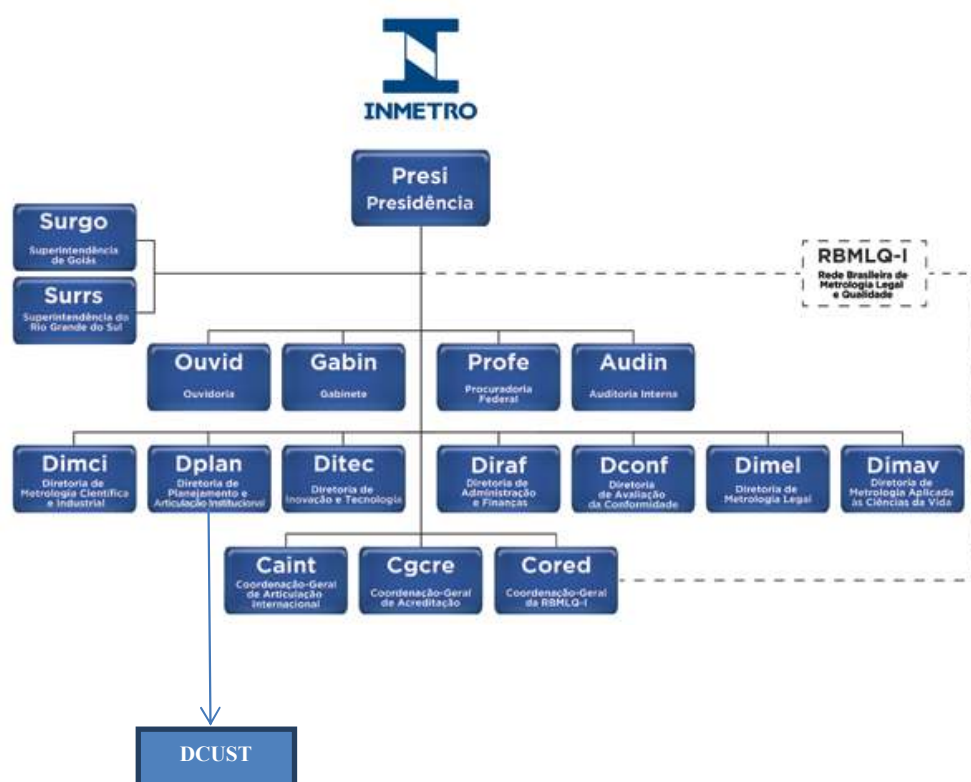 INMETRO
Presi
Presidência
Surgo
Superintendência
de Goiás
Surrs
Superintendência do
Rio Grande do Sul
RBMLQ-I
Rede Brasileira de
Metrologia Legal
e Qualidade
Ouvid
Ouvidoria
Gabin
Gabinete
Profe
Procuradoria
Federal
Audin
Auditoria Interna
Dimci
Diretoria de
Metrologia Científica
e Industrial
Dplan
Diretoria de
Planejamento e
Articulação Institucional
Ditec
Diretoria de
Inovação e Tecnologia
Diraf
Diretoria de
Administração
e Finanças
Dconf
Diretoria
de Avaliação
da Conformidade
Dimel
Diretoria de
Metrologia Legal
Dimav
Diretoria de
Metrologia Aplicada
às Ciências da Vida
Caint
Coordenação-Geral
de Articulação
Internacional
Cgcre
Coordenação-Geral
de Acreditação
Cored
Coordenação-Geral
da RBMLQ-I
DCUST